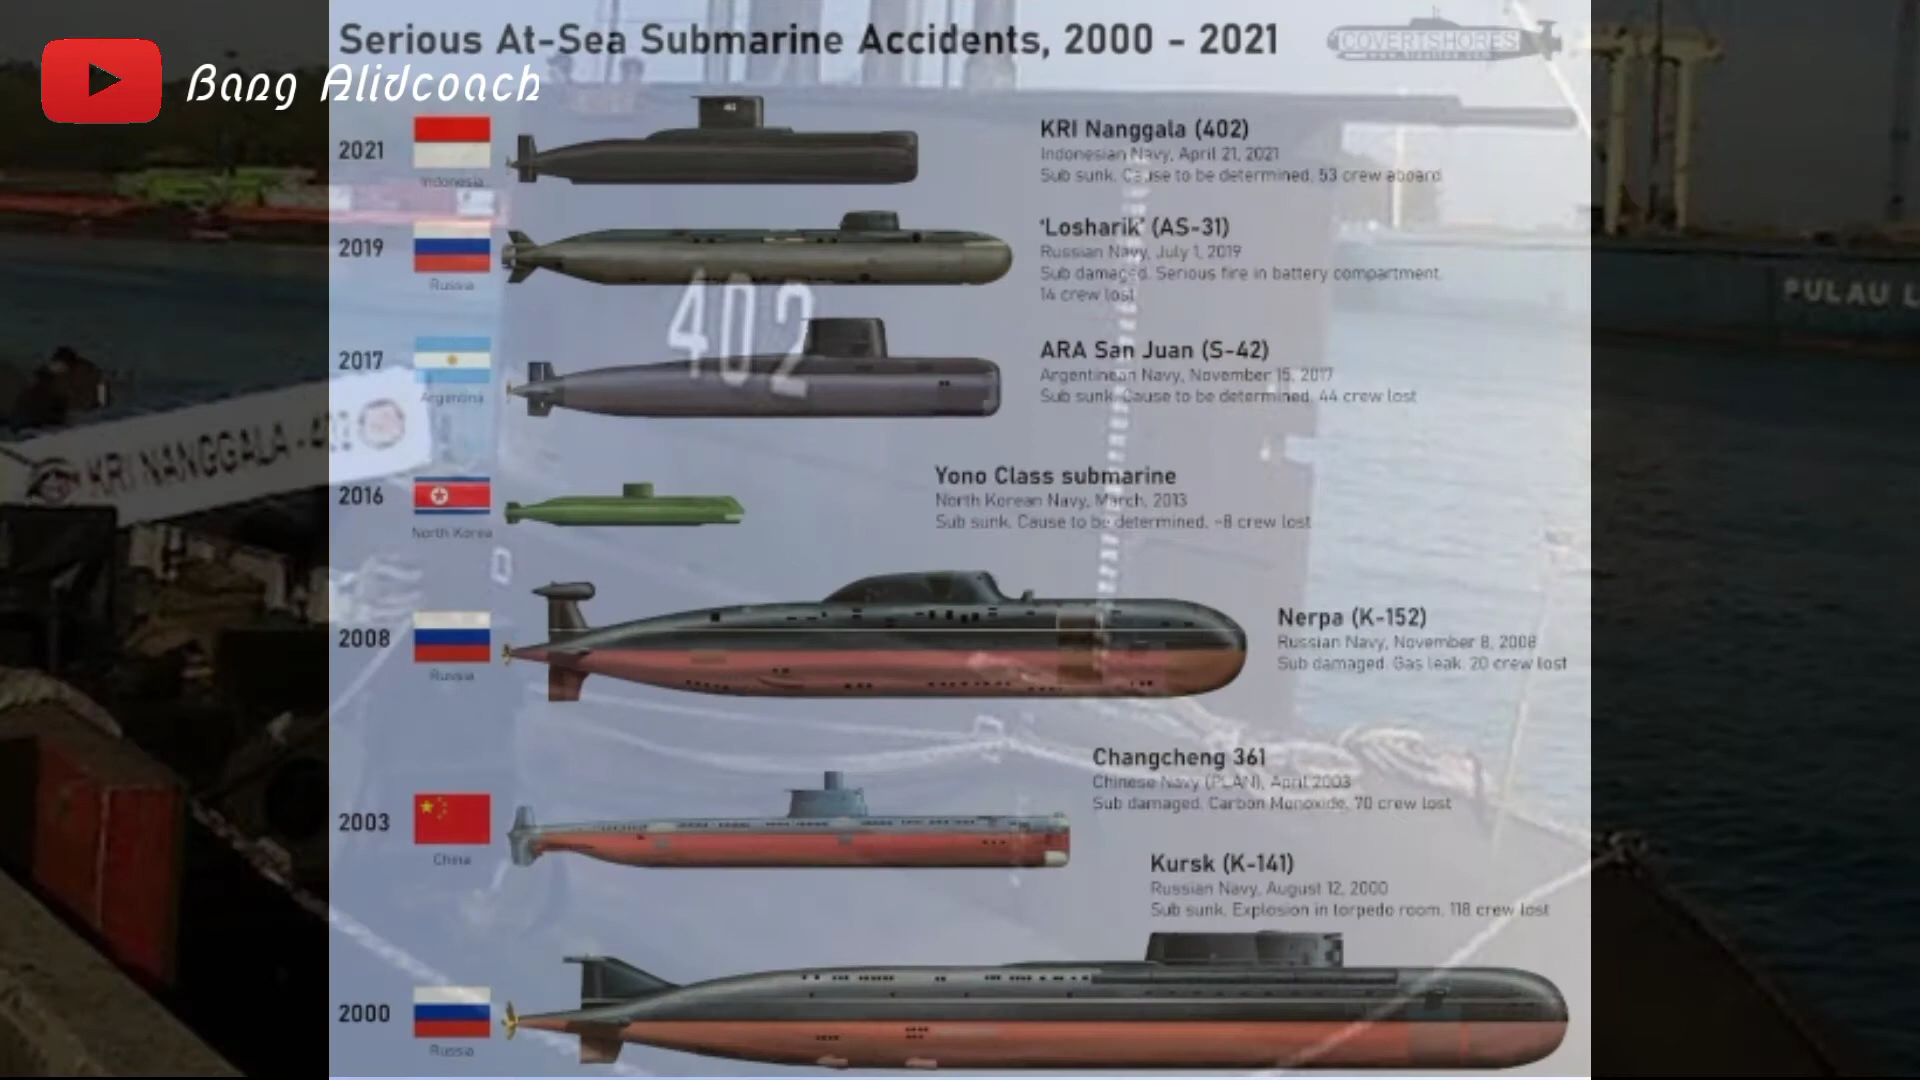 Serious At-Sea Submarine Accidents, 2000 - 2021
COVERTSHORES
Bang Alidcoach
2021
Indonesia
KRI Nanggala (402)
Indonesian Navy, April 21, 2021
Sub sunk. Cause to be determined, 53 crew aboard
2019
Russia
'Losharik' (AS-31)
Russian Navy, July 1, 2019
Sub damaged. Serious fire in battery compartment.
14 crew lost
402
2017
Argentina
ARA San Juan (S-42)
Argentinean Navy, November 15, 2017
Sub sunk. Cause to be determined. 44 crew lost
PULAU
KRI NANGGALA - 402
2016
North Korea
Yono Class submarine
North Korean Navy, March, 2013
Sub sunk. Cause to be determined, ~8 crew lost
2008
Russia
Nerpa (K-152)
Russian Navy, November 8, 2008
Sub damaged. Gas leak. 20 crew lost
2003
China
Changcheng 361
Chinese Navy (PLAN), April 2003
Sub damaged. Carbon Monoxide, 70 crew lost
2000
Russia
Kursk (K-141)
Russian Navy, August 12, 2000
Sub sunk. Explosion in torpedo room. 118 crew lost